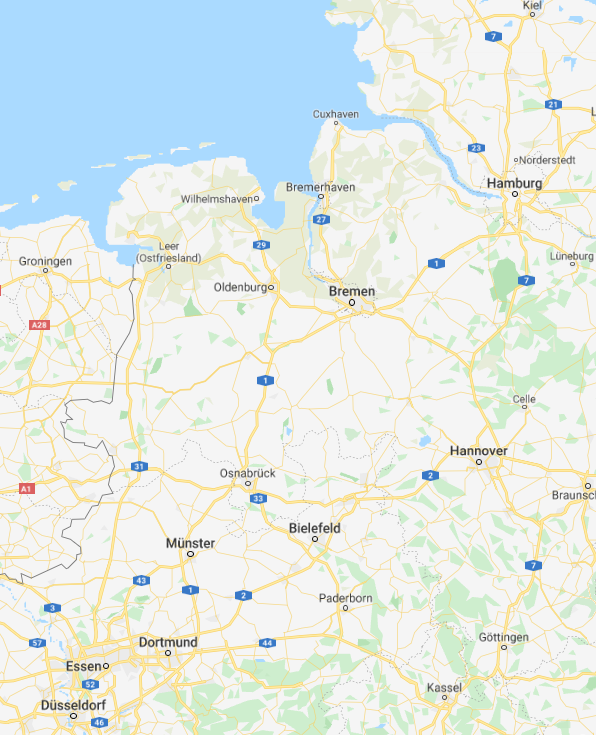 Kiel
7
21
Cuxhaven
23
Norderstedt
Hamburg
Wilhelmshaven
Bremerhaven
27
29
Leer
(Ostfriesland)
Groningen
Lüneburg
1
7
Oldenburg
Bremen
A28
1
Celle
Hannover
31
Osnabrück
2
A1
33
Braunsch
Bielefeld
Münster
7
43
1
2
3
Paderborn
57
Dortmund
44
Göttingen
Essen
52
Kassel
Düsseldorf
46